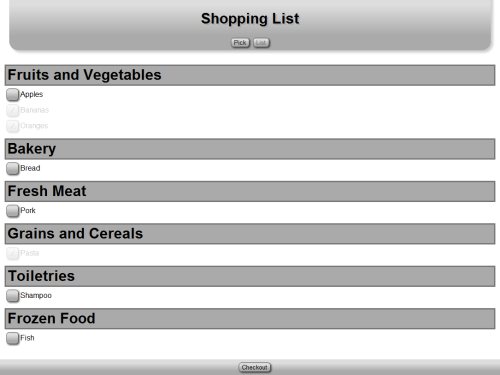 Shopping List
Pick List
Fruits and Vegetables
Apples
Bananas
Oranges
Bakery
Bread
Fresh Meat
Pork
Grains and Cereals
Pasta
Toiletries
Shampoo
Frozen Food
Fish
Checkout